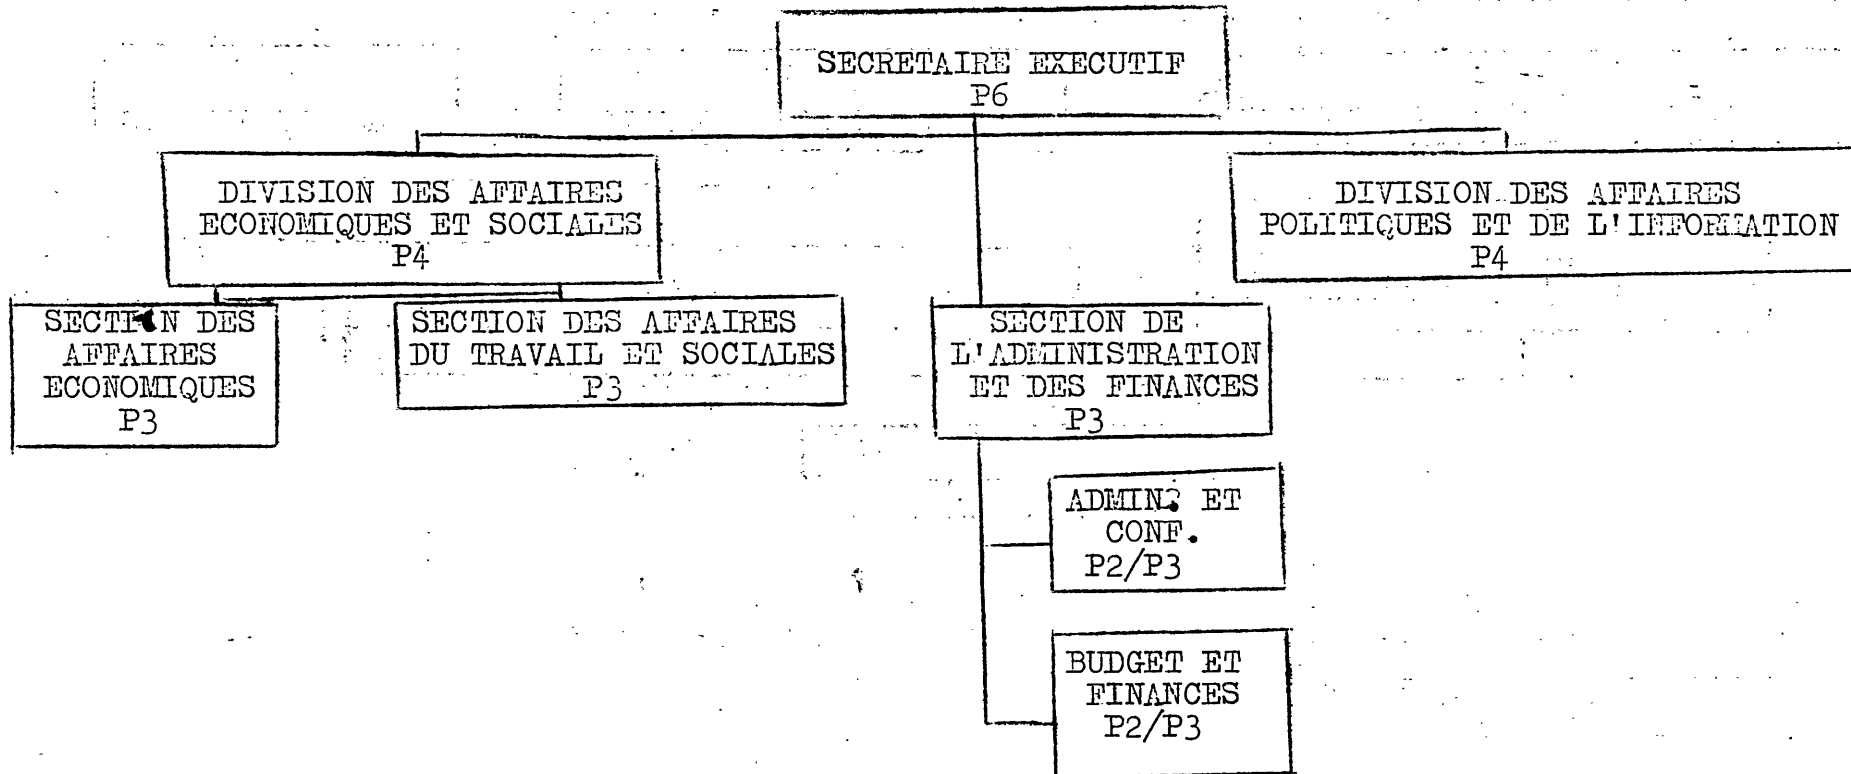 SECRETAIRE EXECUTIF
P6
DIVISION DES AFFAIRES
ECONOMIQUES ET SOCIALES
P4
DIVISION DES AFFAIRES
POLITIQUES ET DE L'INFORMATION
P4
SECTION DES
AFFAIRES
ECONOMIQUES
P3
SECTION DES AFFAIRES
DU TRAVAIL ET SOCIALES
P3
SECTION DE
L'ADMINISTRATION
ET DES FINANCES
P3
ADMIN. ET
CONF.
P2/P3
BUDGET ET
FINANCES
P2/P3